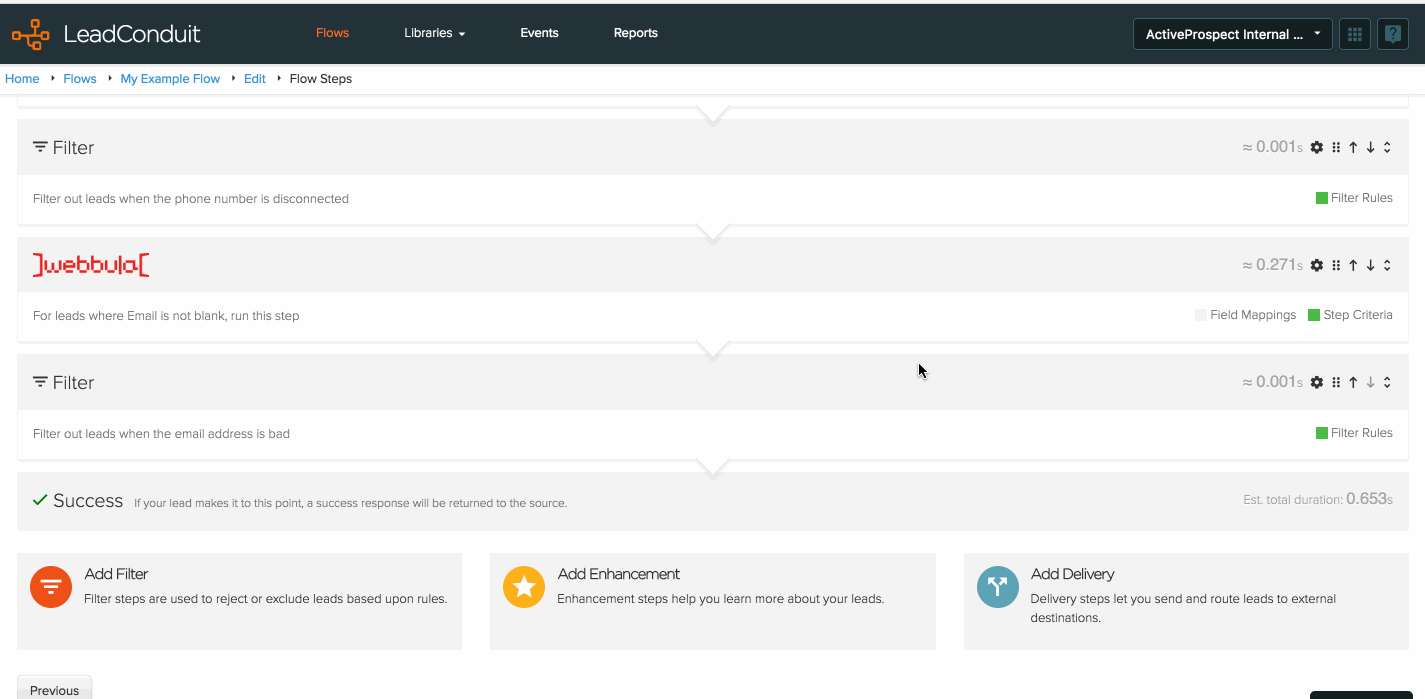 LeadConduit Flows Libraries Events Reports ActiveProspect Internal ...
Home Flows My Example Flow Edit Flow Steps
Filter ≈ 0.001s
Filter out leads when the phone number is disconnected Filter Rules
]webbula[ ≈ 0.271s
For leads where Email is not blank, run this step Field Mappings Step Criteria
Filter ≈ 0.001s
Filter out leads when the email address is bad Filter Rules
Success If your lead makes it to this point, a success response will be returned to the source. Est. total duration: 0.653s
Add Filter
Filter steps are used to reject or exclude leads based upon rules.
Add Enhancement
Enhancement steps help you learn more about your leads.
Add Delivery
Delivery steps let you send and route leads to external
destinations.
Previous